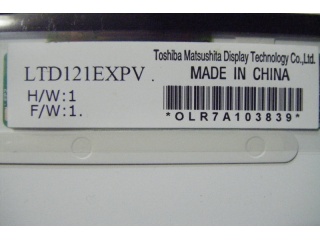 Toshiba Matsushita Display Technology Co.,Ltd.
LTD121EXPV .
MADE IN CHINA
H/W:1
F/W:1.
*OLR7A103839*